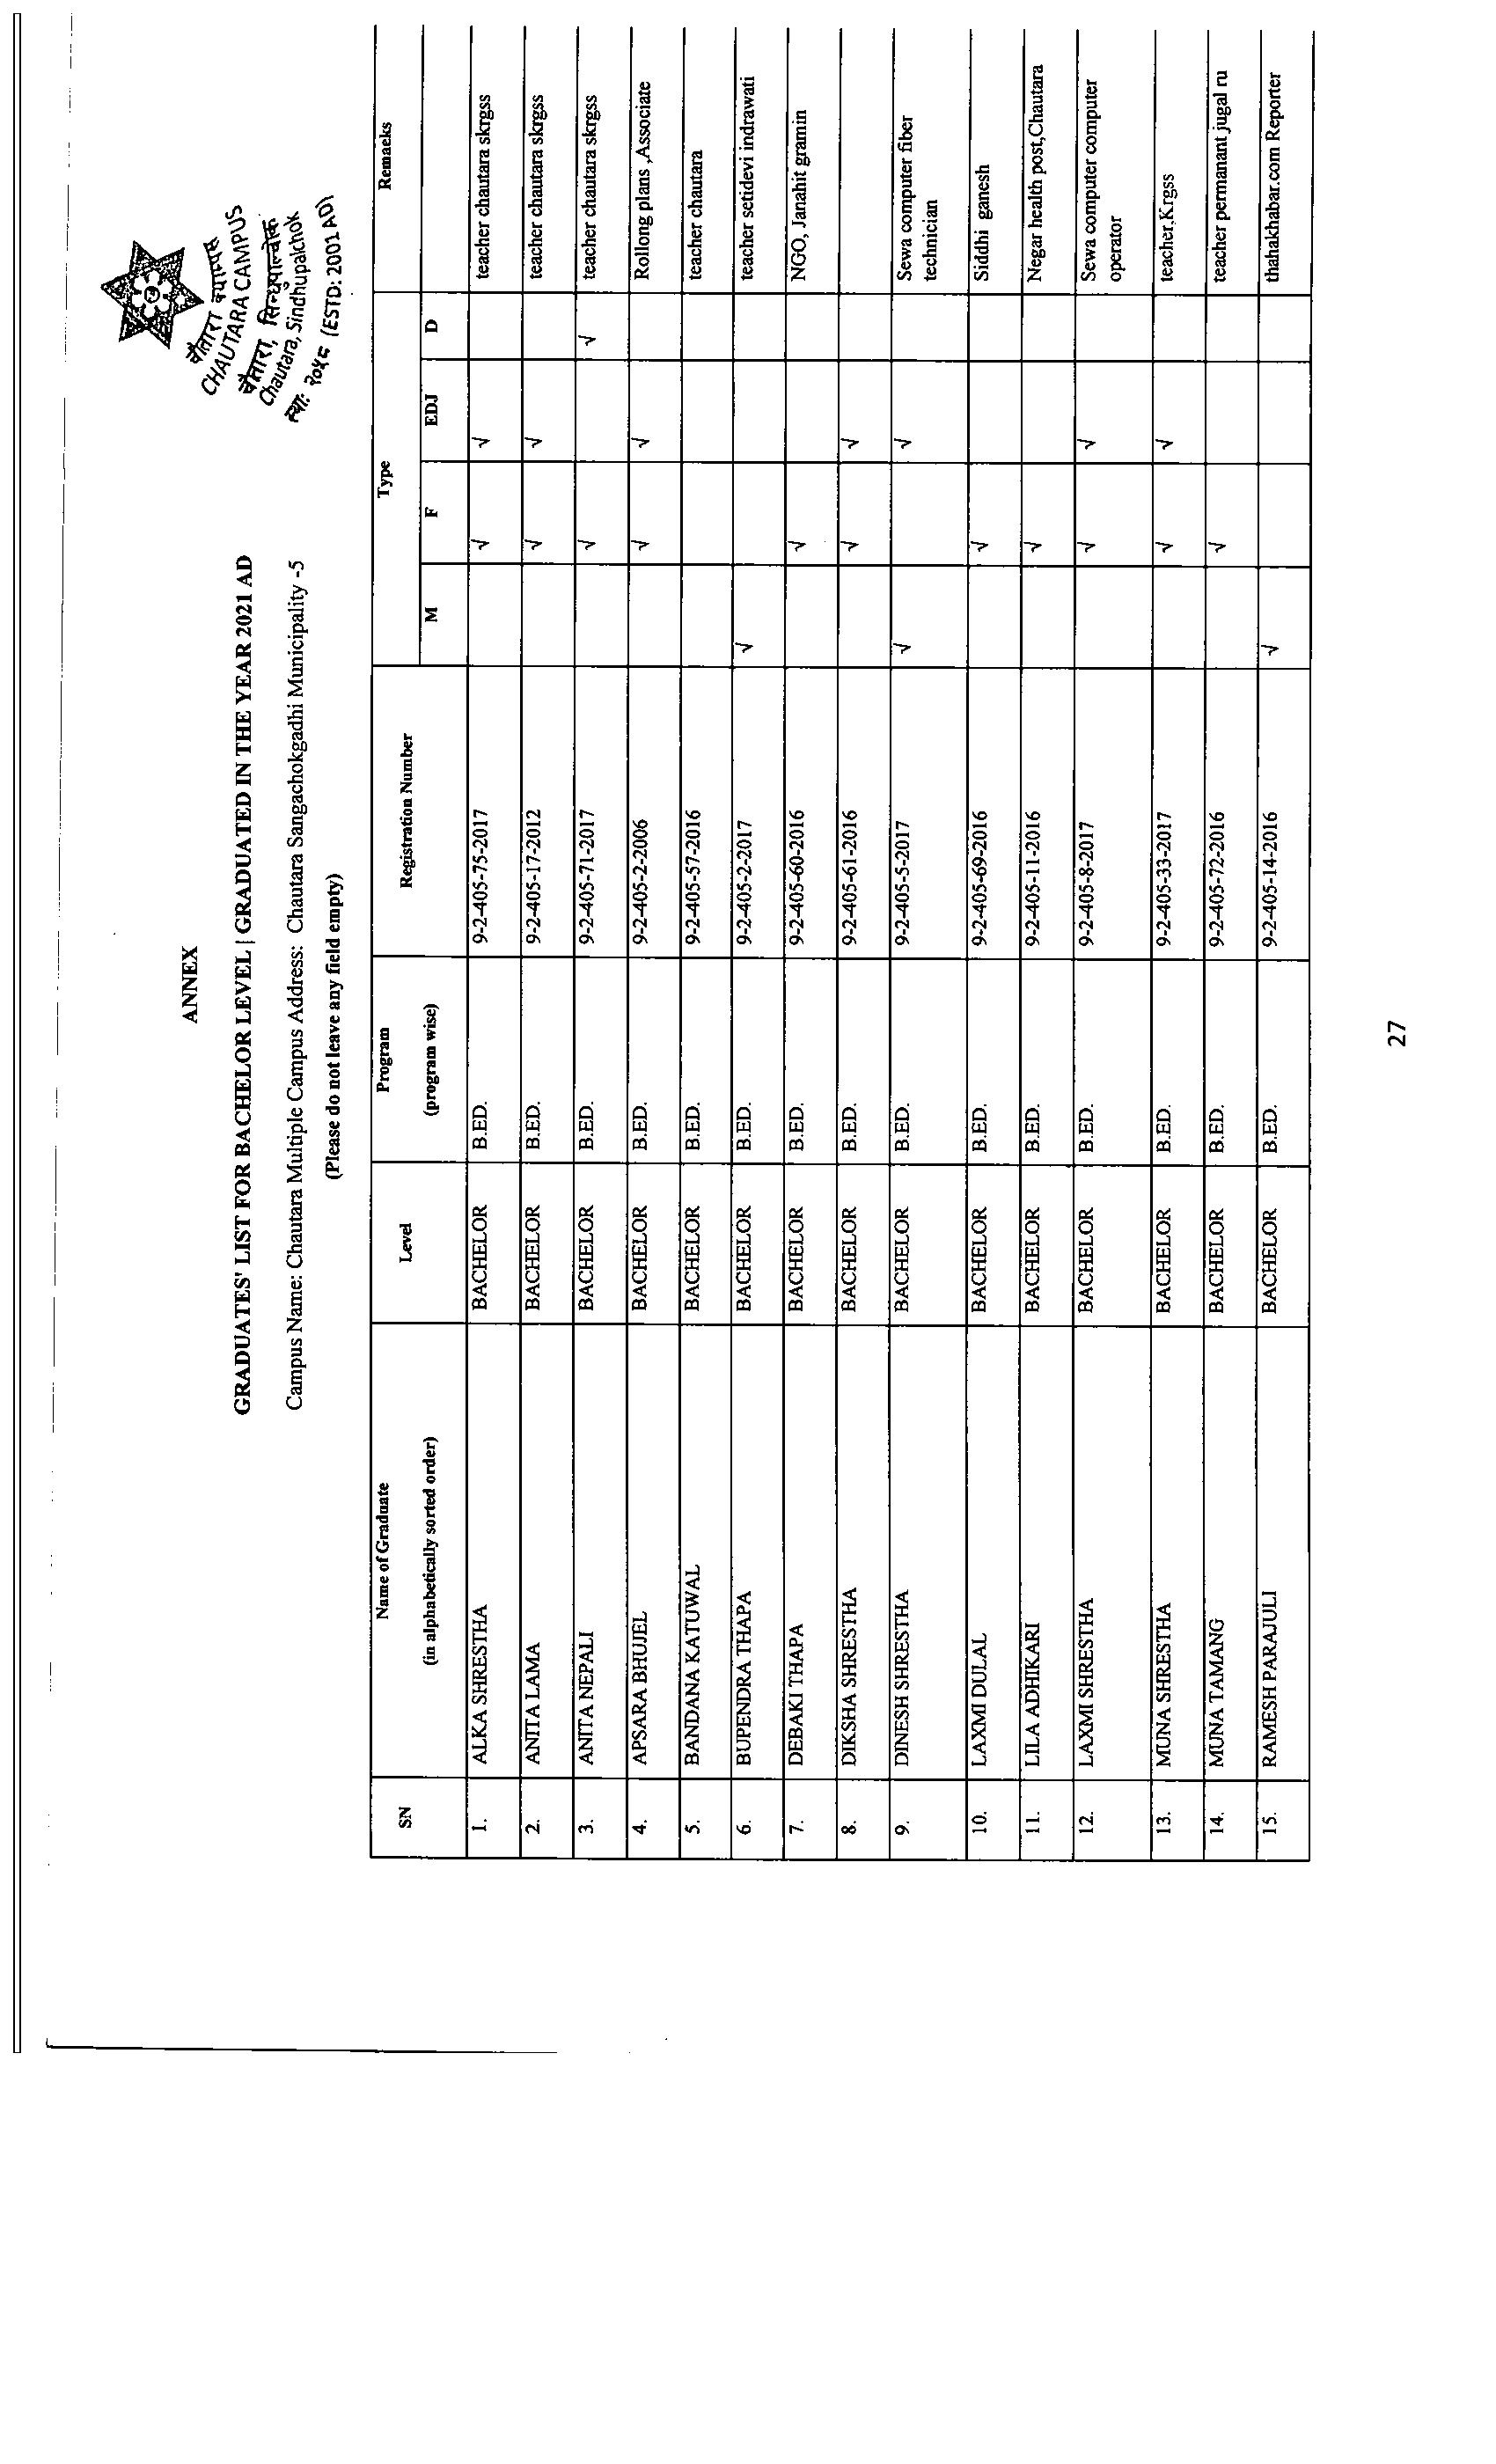 चौतारा क्याम्पस
CHAUTARA CAMPUS
चौतारा, सिन्धुपाल्चोक
Chautara, Sindhupalchok
स्था: २०५८ (ESTD: 2001 AD)
ANNEX
GRADUATES' LIST FOR BACHELOR LEVEL | GRADUATED IN THE YEAR 2021 AD
Campus Name: Chautara Multiple Campus Address: Chautara Sangachokgadhi Municipality -5
(Please do not leave any field empty)
SN Name of Graduate Level Program Registration Number Type Remaeks
(in alphabetically sorted order) (program wise) M F EDJ D
1. ALKA SHRESTHA BACHELOR B.ED. 9-2-405-75-2017 √ √ teacher chautara skrgss
2. ANITA LAMA BACHELOR B.ED. 9-2-405-17-2012 √ √ teacher chautara skrgss
3. ANITA NEPALI BACHELOR B.ED. 9-2-405-71-2017 √ √ teacher chautara skrgss
4. APSARA BHUJEL BACHELOR B.ED. 9-2-405-2-2006 √ √ Rollong plans ,Associate
5. BANDANA KATUWAL BACHELOR B.ED. 9-2-405-57-2016 teacher chautara
6. BUPENDRA THAPA BACHELOR B.ED. 9-2-405-2-2017 √ teacher setidevi indrawati
7. DEBAKI THAPA BACHELOR B.ED. 9-2-405-60-2016 √ NGO, Janahit gramin
8. DIKSHA SHRESTHA BACHELOR B.ED. 9-2-405-61-2016 √ √
9. DINESH SHRESTHA BACHELOR B.ED. 9-2-405-5-2017 √ √ Sewa computer fiber
technician
10. LAXMI DULAL BACHELOR B.ED. 9-2-405-69-2016 √ Siddhi ganesh
11. LILA ADHIKARI BACHELOR B.ED. 9-2-405-11-2016 √ Negar health post,Chautara
12. LAXMI SHRESTHA BACHELOR B.ED. 9-2-405-8-2017 √ √ Sewa computer computer
operator
13. MUNA SHRESTHA BACHELOR B.ED. 9-2-405-33-2017 √ √ teacher,Krgss
14. MUNA TAMANG BACHELOR B.ED. 9-2-405-72-2016 √ teacher permanant jugal ru
15. RAMESH PARAJULI BACHELOR B.ED. 9-2-405-14-2016 √ thahakhabar.com Reporter
27